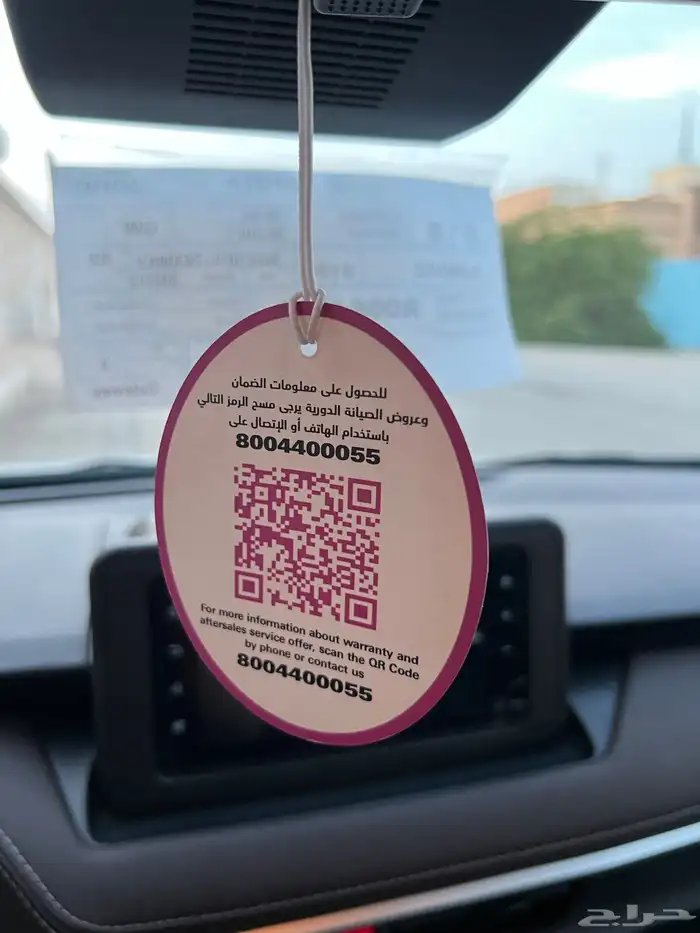 للحصول على معلومات الضمان
وعروض الصيانة الدورية يرجى مسح الرمز التالي
باستخدام الهاتف أو الإتصال على
8004400055
For more information about warranty and
aftersales service offer, scan the QR Code
by phone or contact us
8004400055
حراج